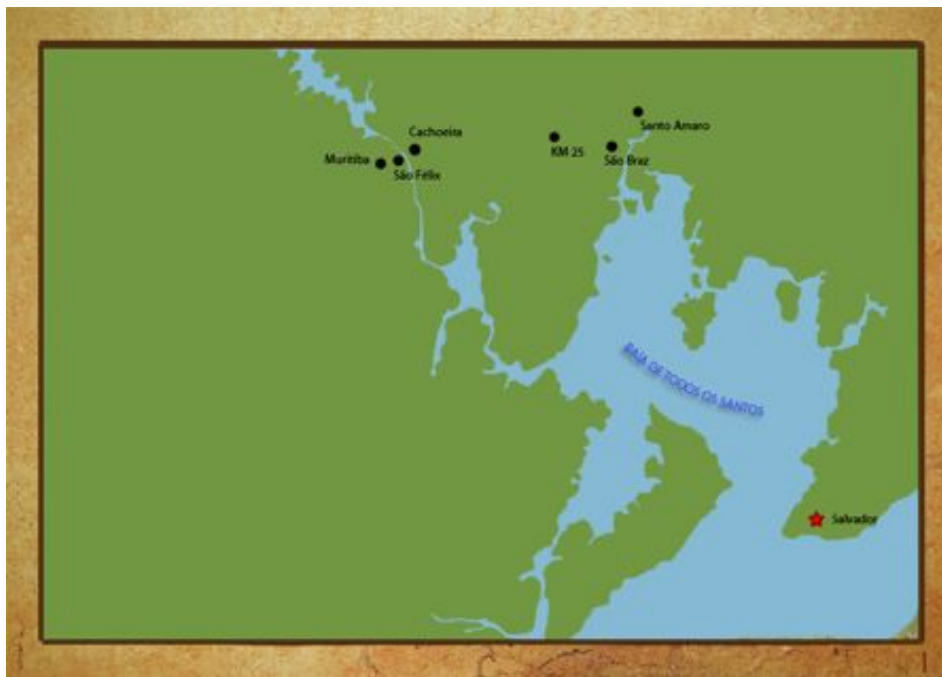 Santo Amaro
Cachoeira
KM 25
São Braz
Muritiba
São Félix
BAÍA DE TODOS OS SANTOS
Salvador